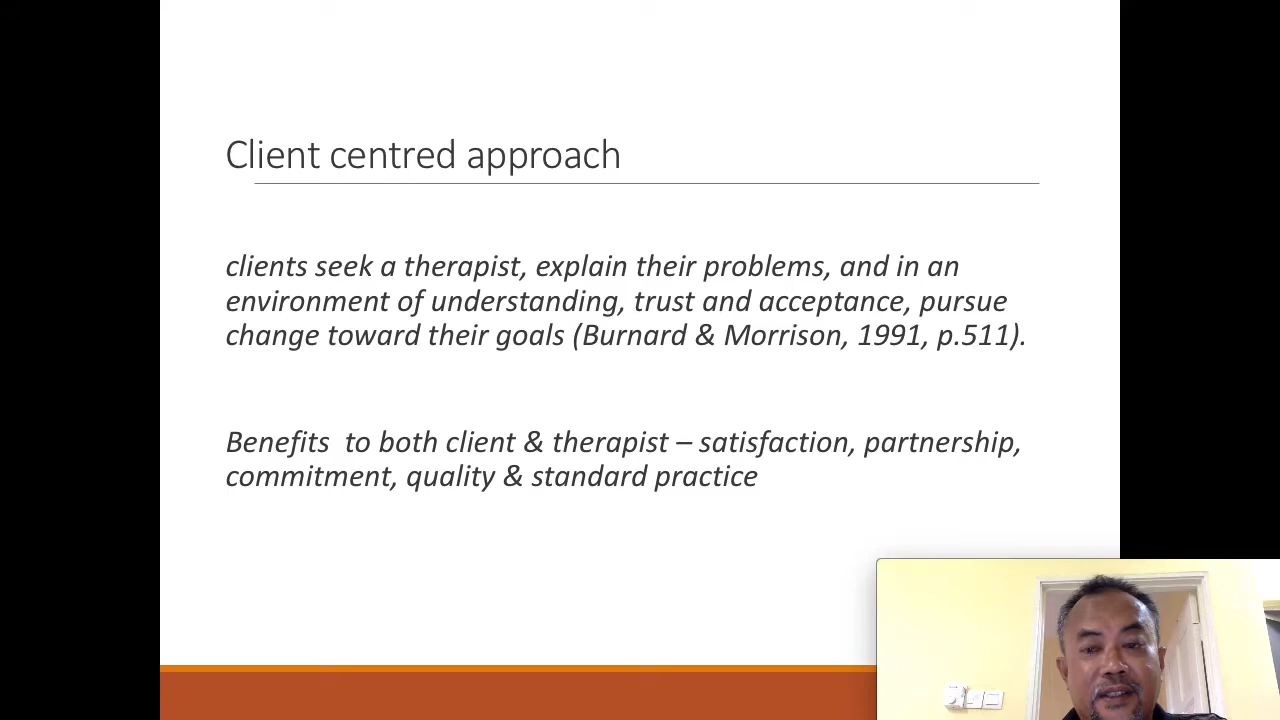 Client centred approach
clients seek a therapist, explain their problems, and in an
environment of understanding, trust and acceptance, pursue
change toward their goals (Burnard & Morrison, 1991, p.511).
Benefits  to both client & therapist – satisfaction, partnership,
commitment, quality & standard practice